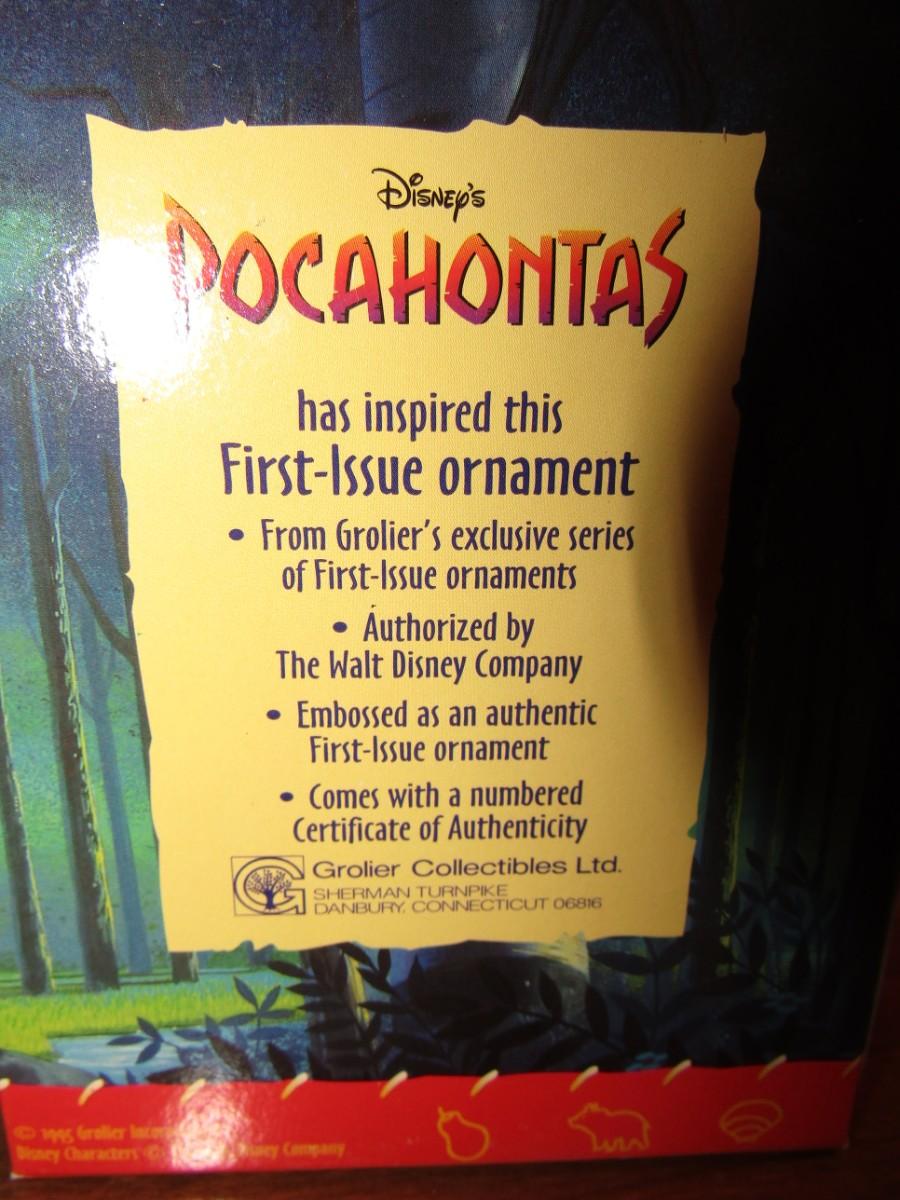 Disney's
POCAHONTAS
has inspired this
First-Issue ornament
• From Grolier's exclusive series
of First-Issue ornaments
• Authorized by
The Walt Disney Company
• Embossed as an authentic
First-Issue ornament
• Comes with a numbered
Certificate of Authenticity
G Grolier Collectibles Ltd.
SHERMAN TURNPIKE
DANBURY, CONNECTICUT 06816
© 1995 Grolier
Disney Characters © Disney Company